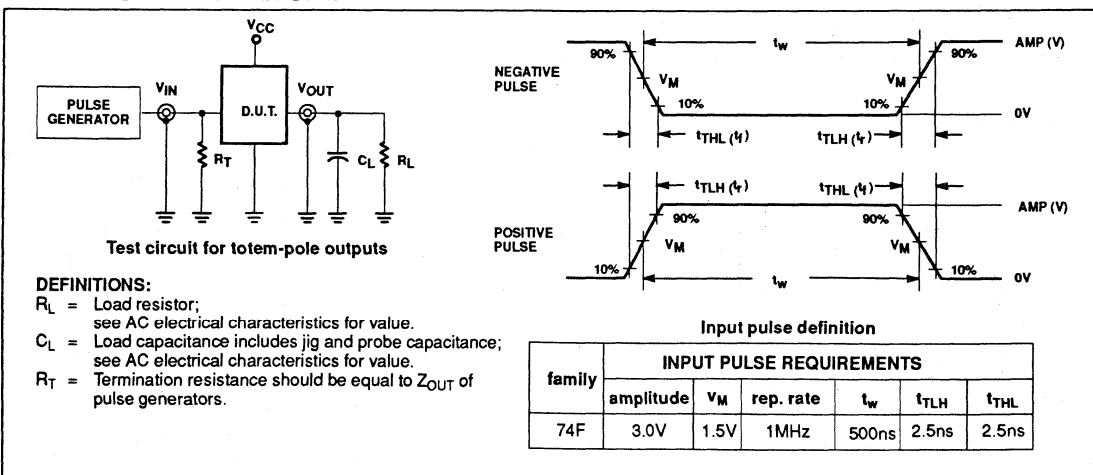 VCC
VIN
VOUT
PULSE
GENERATOR
D.U.T.
RT
CL
RL
Test circuit for totem-pole outputs
DEFINITIONS:
RL = Load resistor;
see AC electrical characteristics for value.
CL = Load capacitance includes jig and probe capacitance;
see AC electrical characteristics for value.
RT = Termination resistance should be equal to ZOUT of
pulse generators.
NEGATIVE
PULSE
90%
tw
90%
AMP (V)
VM
VM
10%
10%
0V
tTHL (tf)
tTLH (tr)
tTLH (tr)
tTHL (tf)
POSITIVE
PULSE
90%
90%
AMP (V)
VM
VM
10%
tw
10%
0V
Input pulse definition
family
INPUT PULSE REQUIREMENTS
amplitude VM rep. rate tw tTLH tTHL
74F 3.0V 1.5V 1MHz 500ns 2.5ns 2.5ns